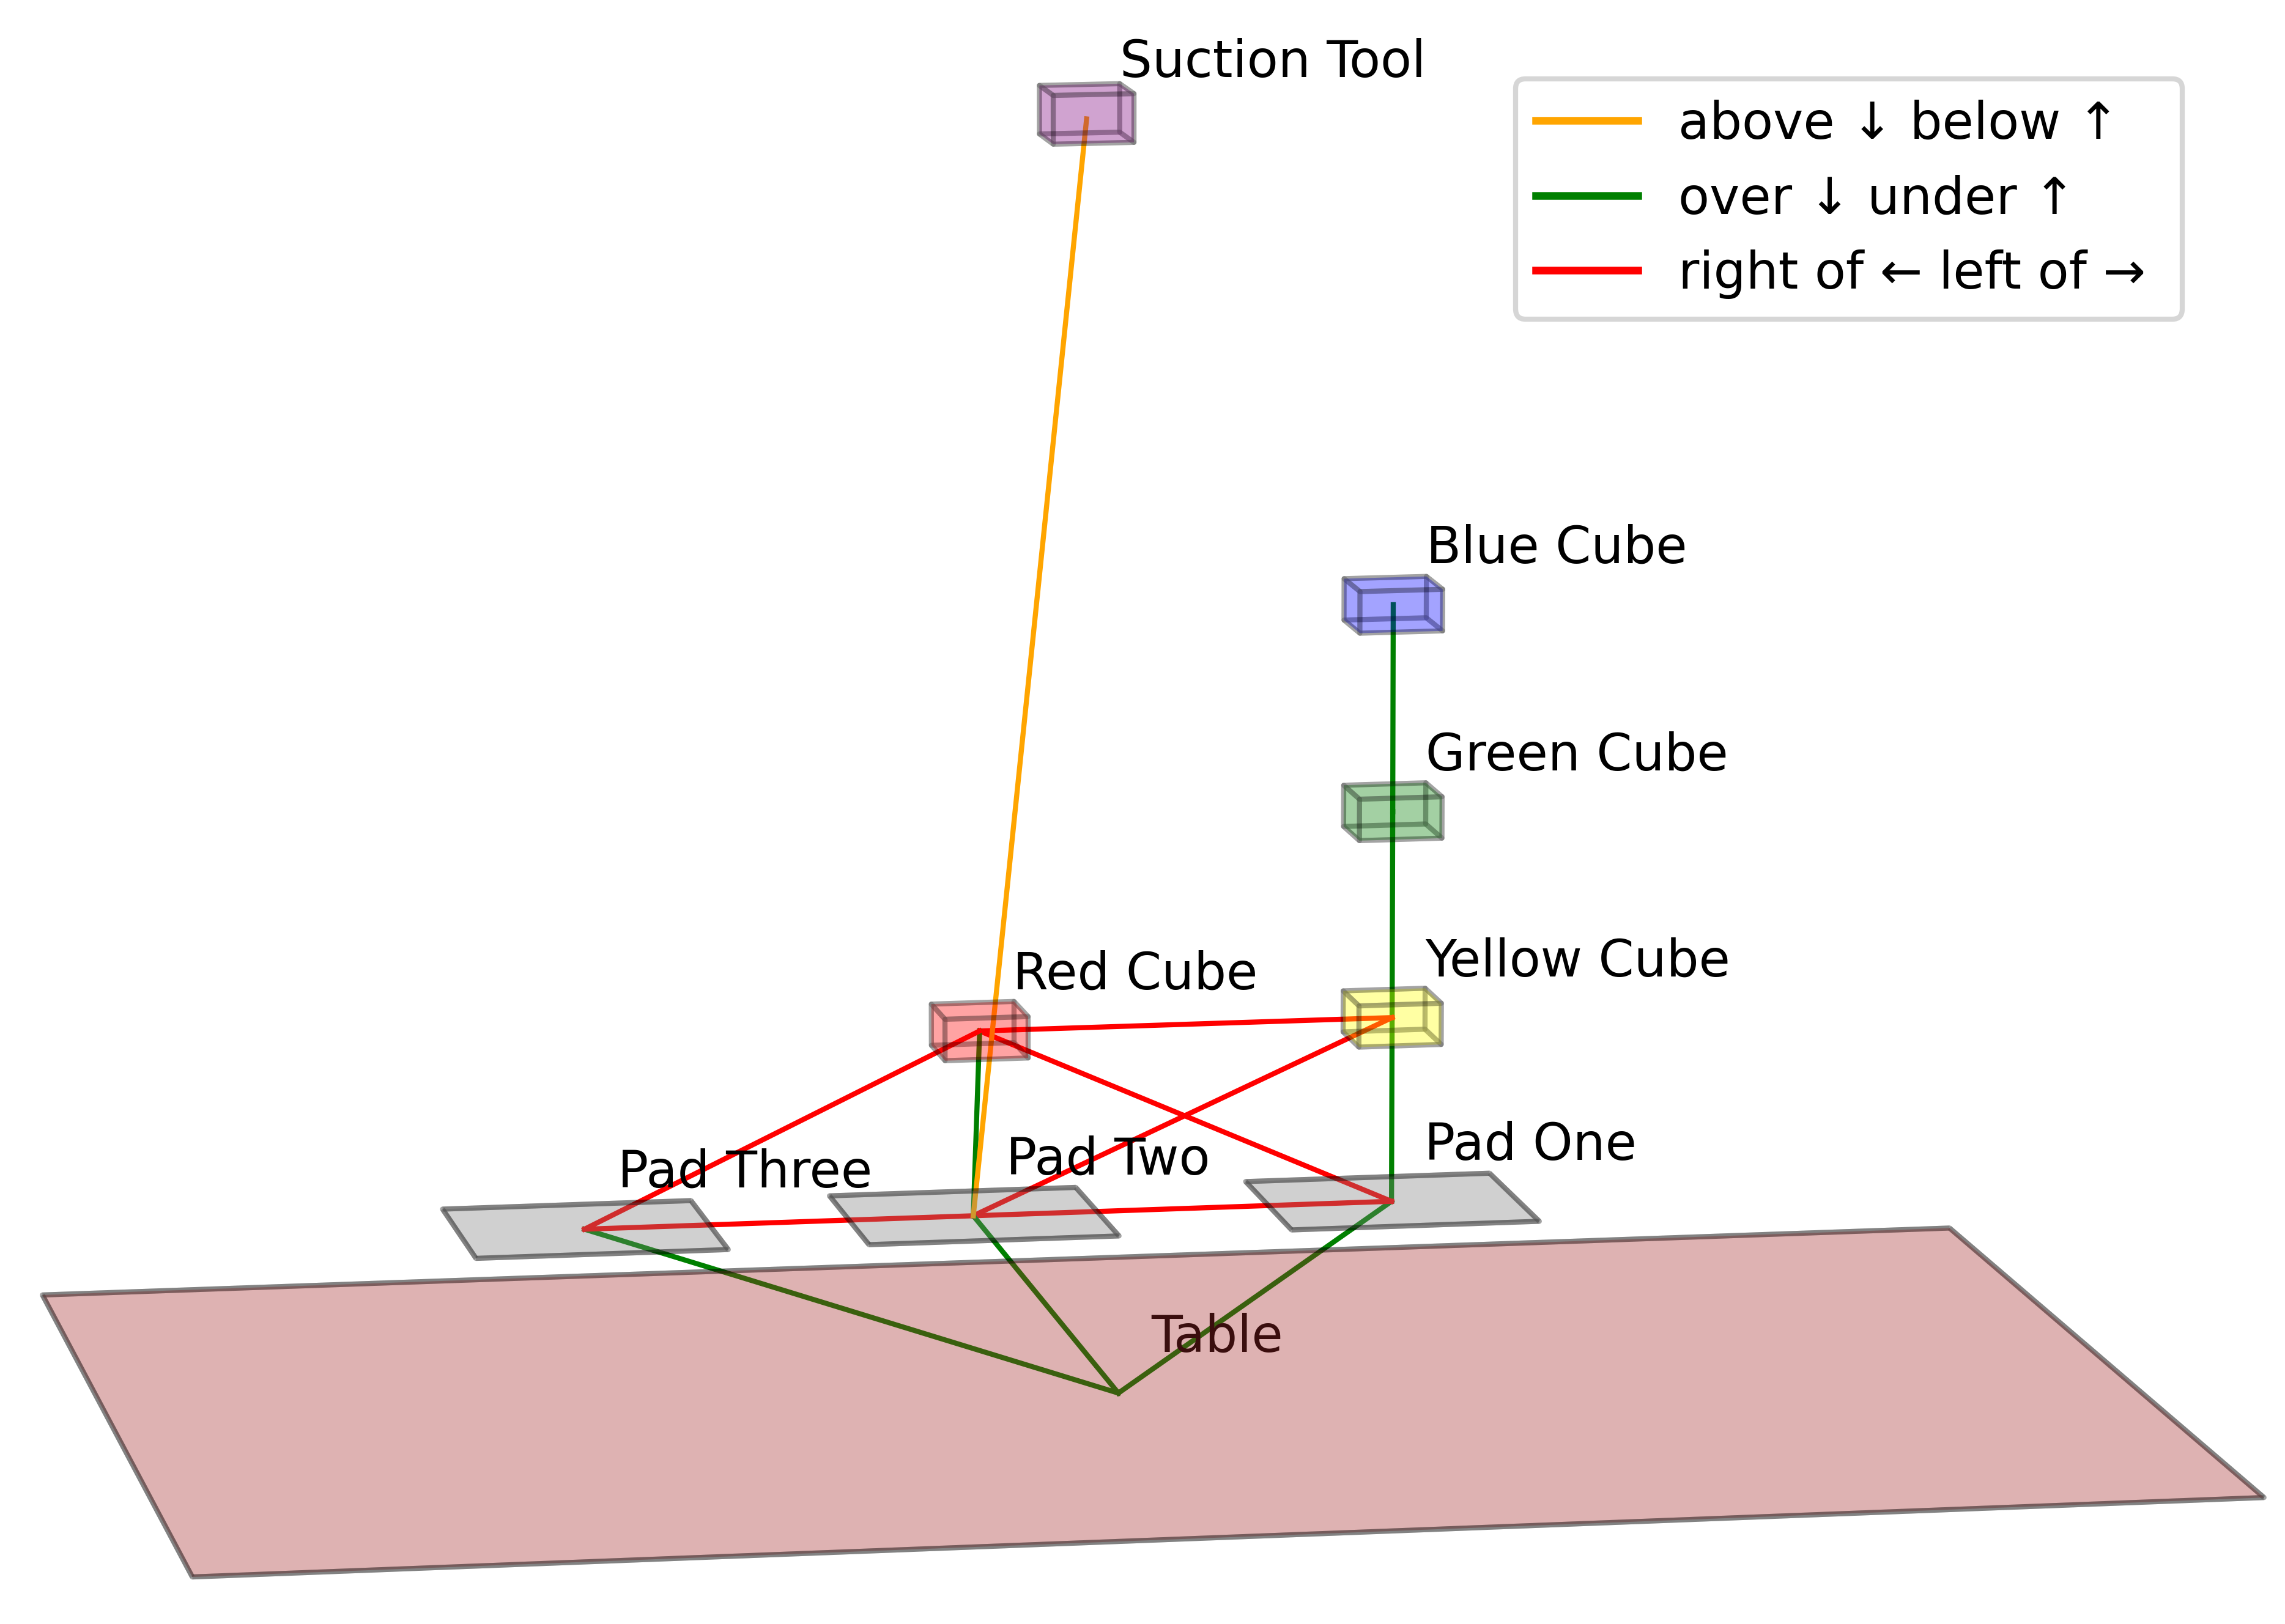 Suction Tool
above ↓ below ↑
over ↓ under ↑
right of ← left of →
Blue Cube
Green Cube
Yellow Cube
Red Cube
Pad One
Pad Two
Pad Three
Table